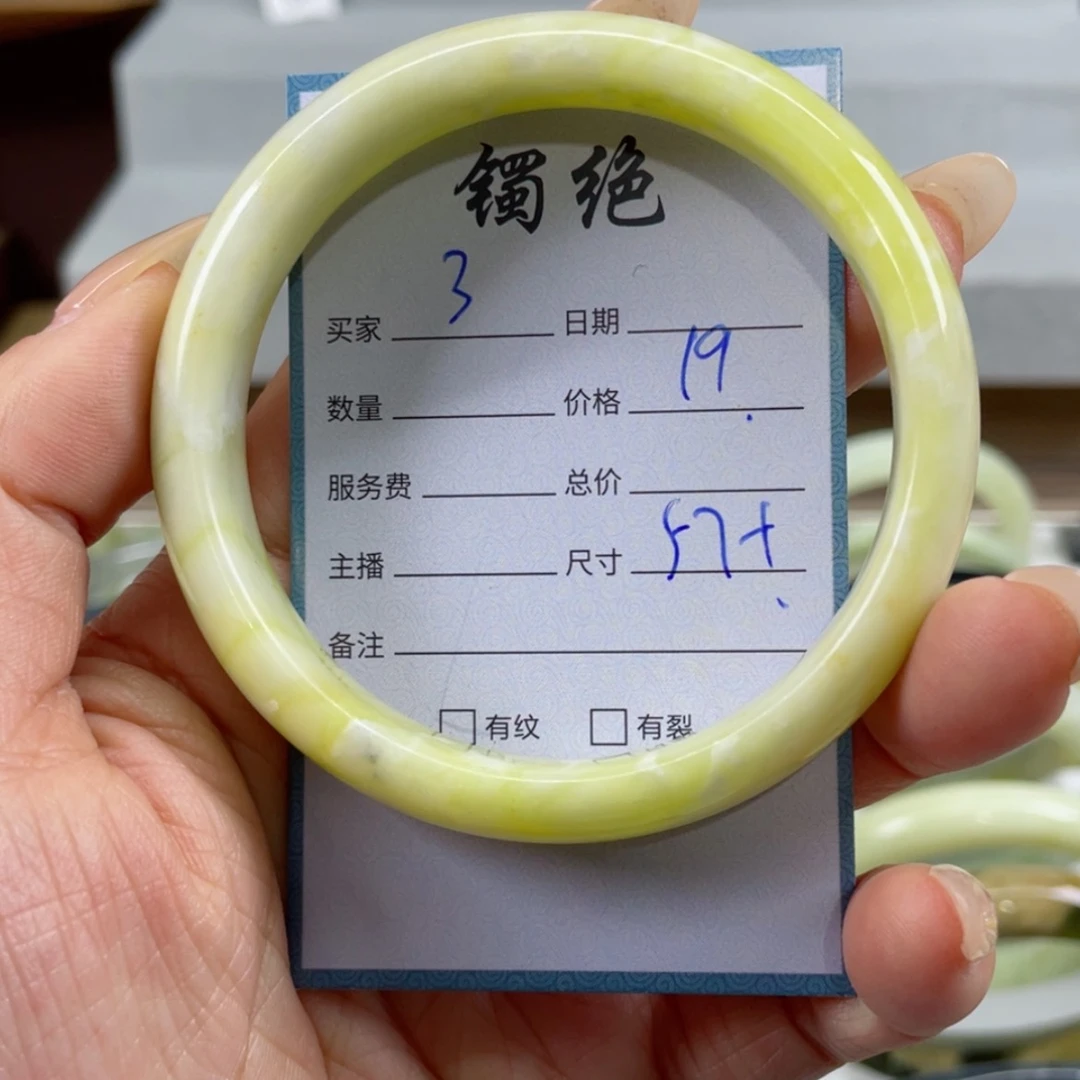 镯绝
买家 3 日期
数量 价格 19.
服务费 总价
主播 尺寸 57+
备注
有纹 有裂